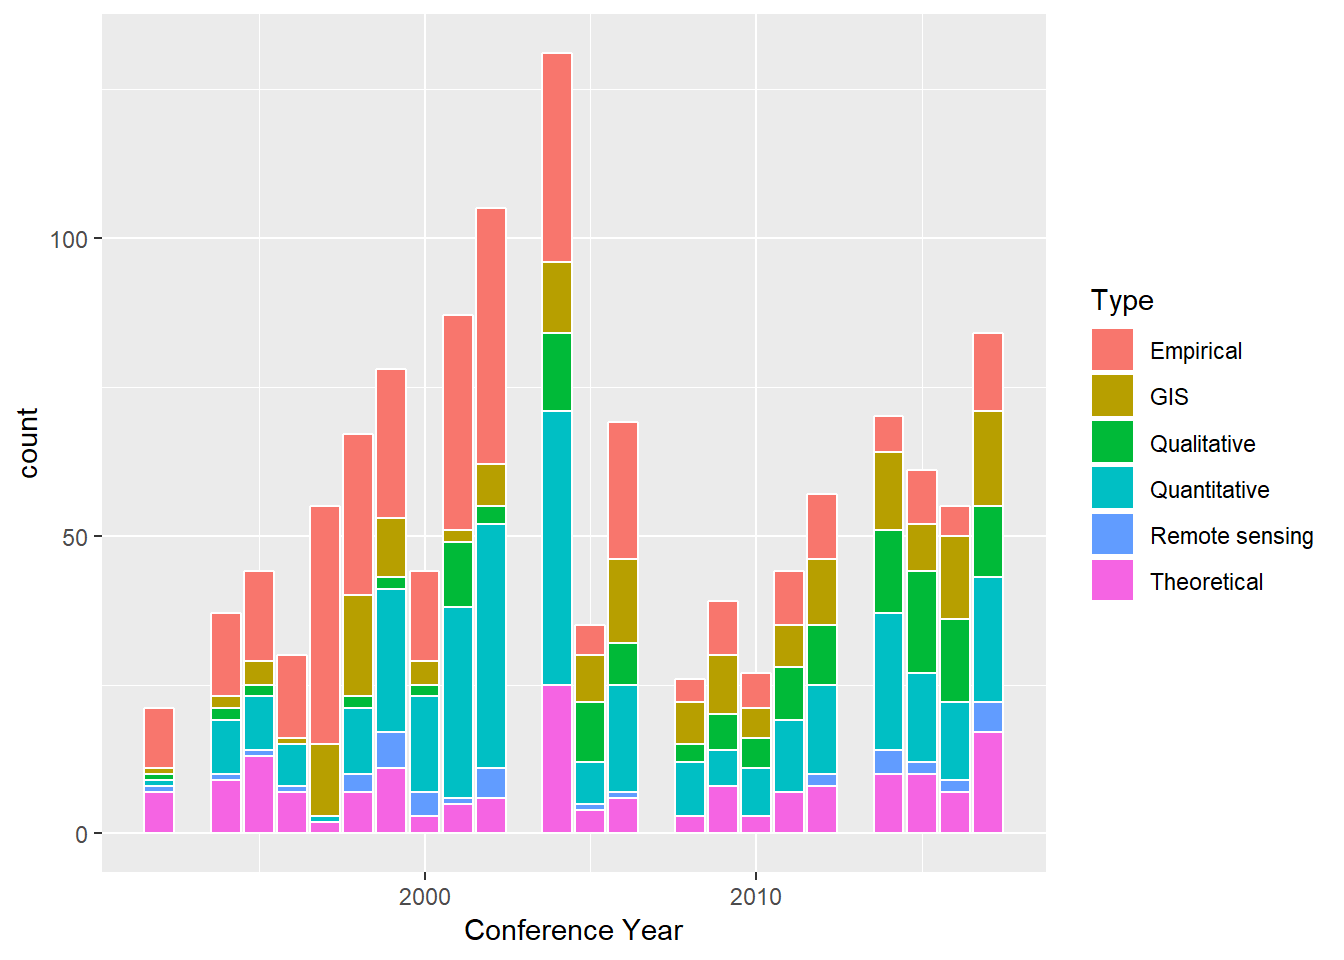 100
50
0
count
2000
2010
Conference Year
Type
Empirical
GIS
Qualitative
Quantitative
Remote sensing
Theoretical